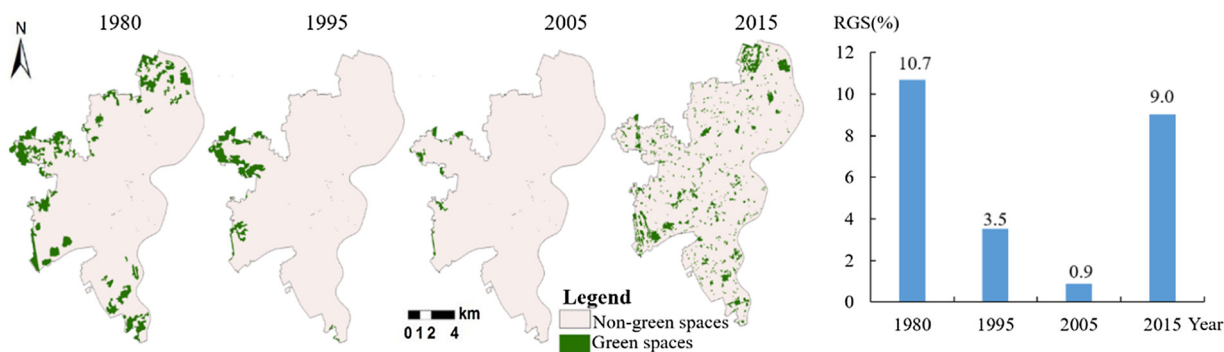 N
1980
1995
2005
2015
RGS(%)
12
10
8
6
4
2
0
10.7
3.5
0.9
9.0
1980
1995
2005
2015 Year
Legend
Non-green spaces
Green spaces
km
0 1 2 4